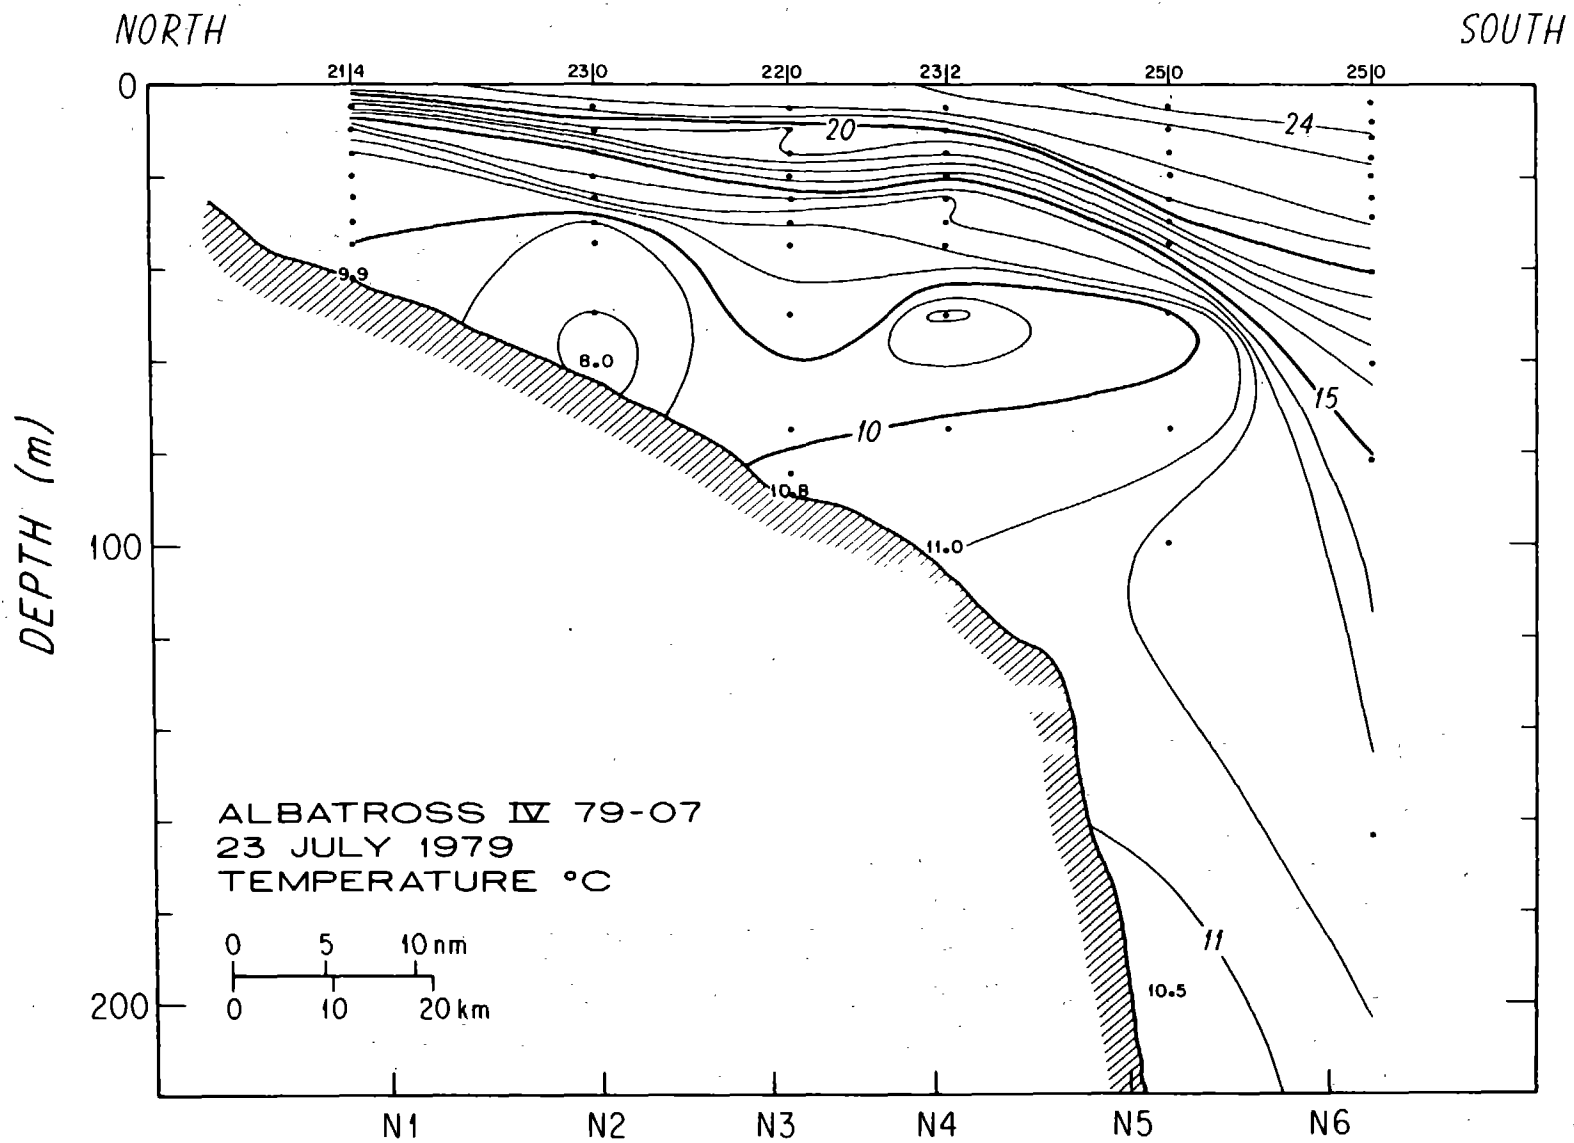 NORTH SOUTH
21|4 23|0 22|0 23|2 25|0 25|0
0
20
24
9.9
8.0
15
10
10.8
DEPTH (m)
100
11.0
ALBATROSS IV 79-07
23 JULY 1979
TEMPERATURE °C
0 5 10 nm
0 10 20 km
11
10.5
200
N1 N2 N3 N4 N5 N6